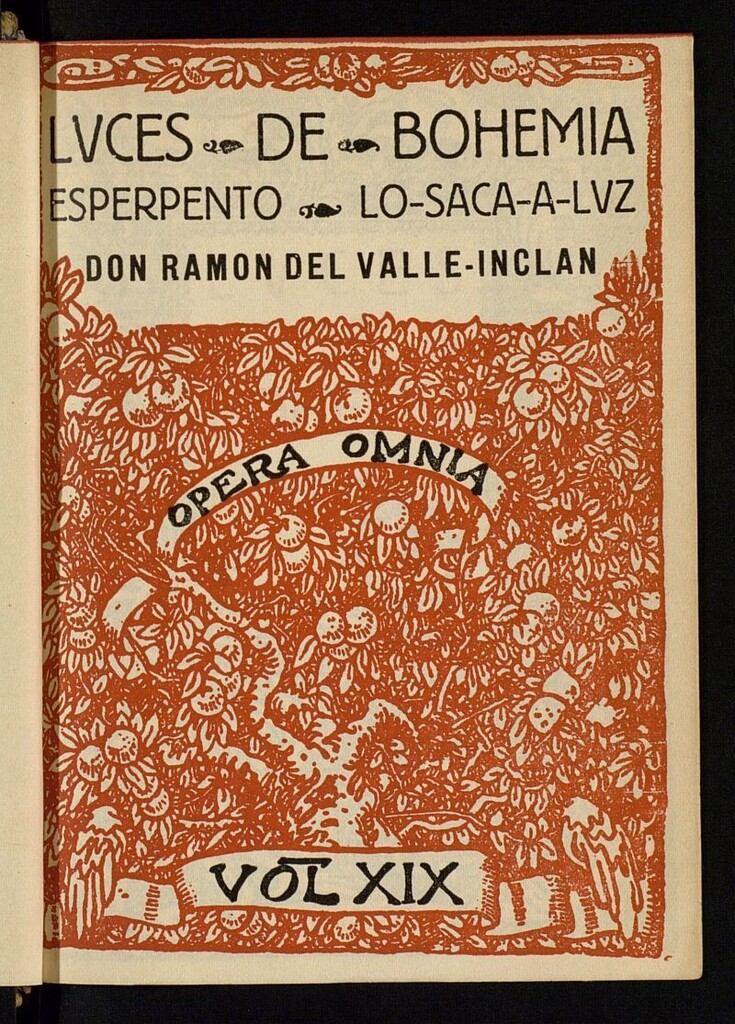 LVCES DE BOHEMIA
ESPERPENTO LO-SACA-A-LVZ
DON RAMON DEL VALLE-INCLAN
OPERA OMNIA
VOL XIX